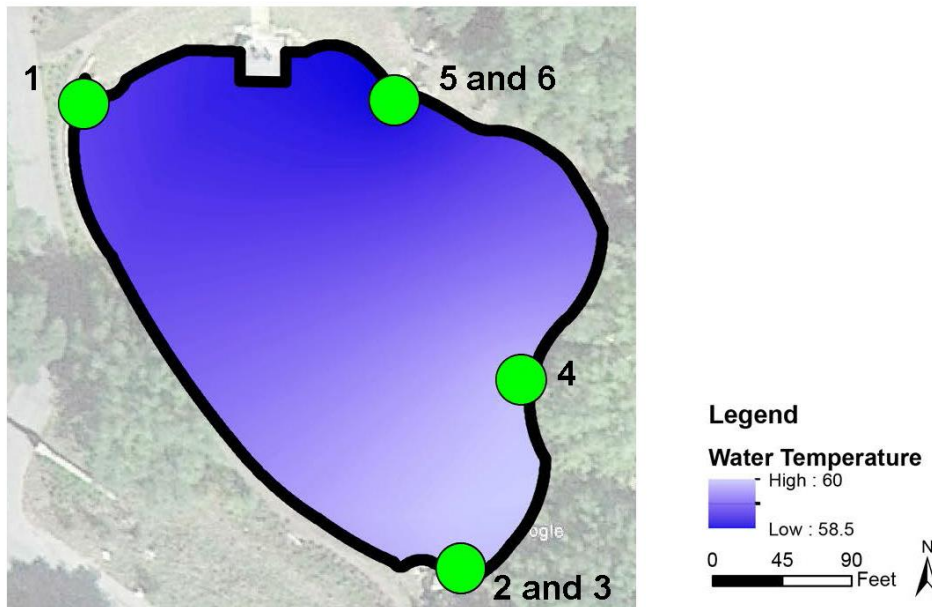 1
5 and 6
4
2 and 3
ogle
Legend
Water Temperature
High : 60
Low : 58.5
0 45 90
Feet
N